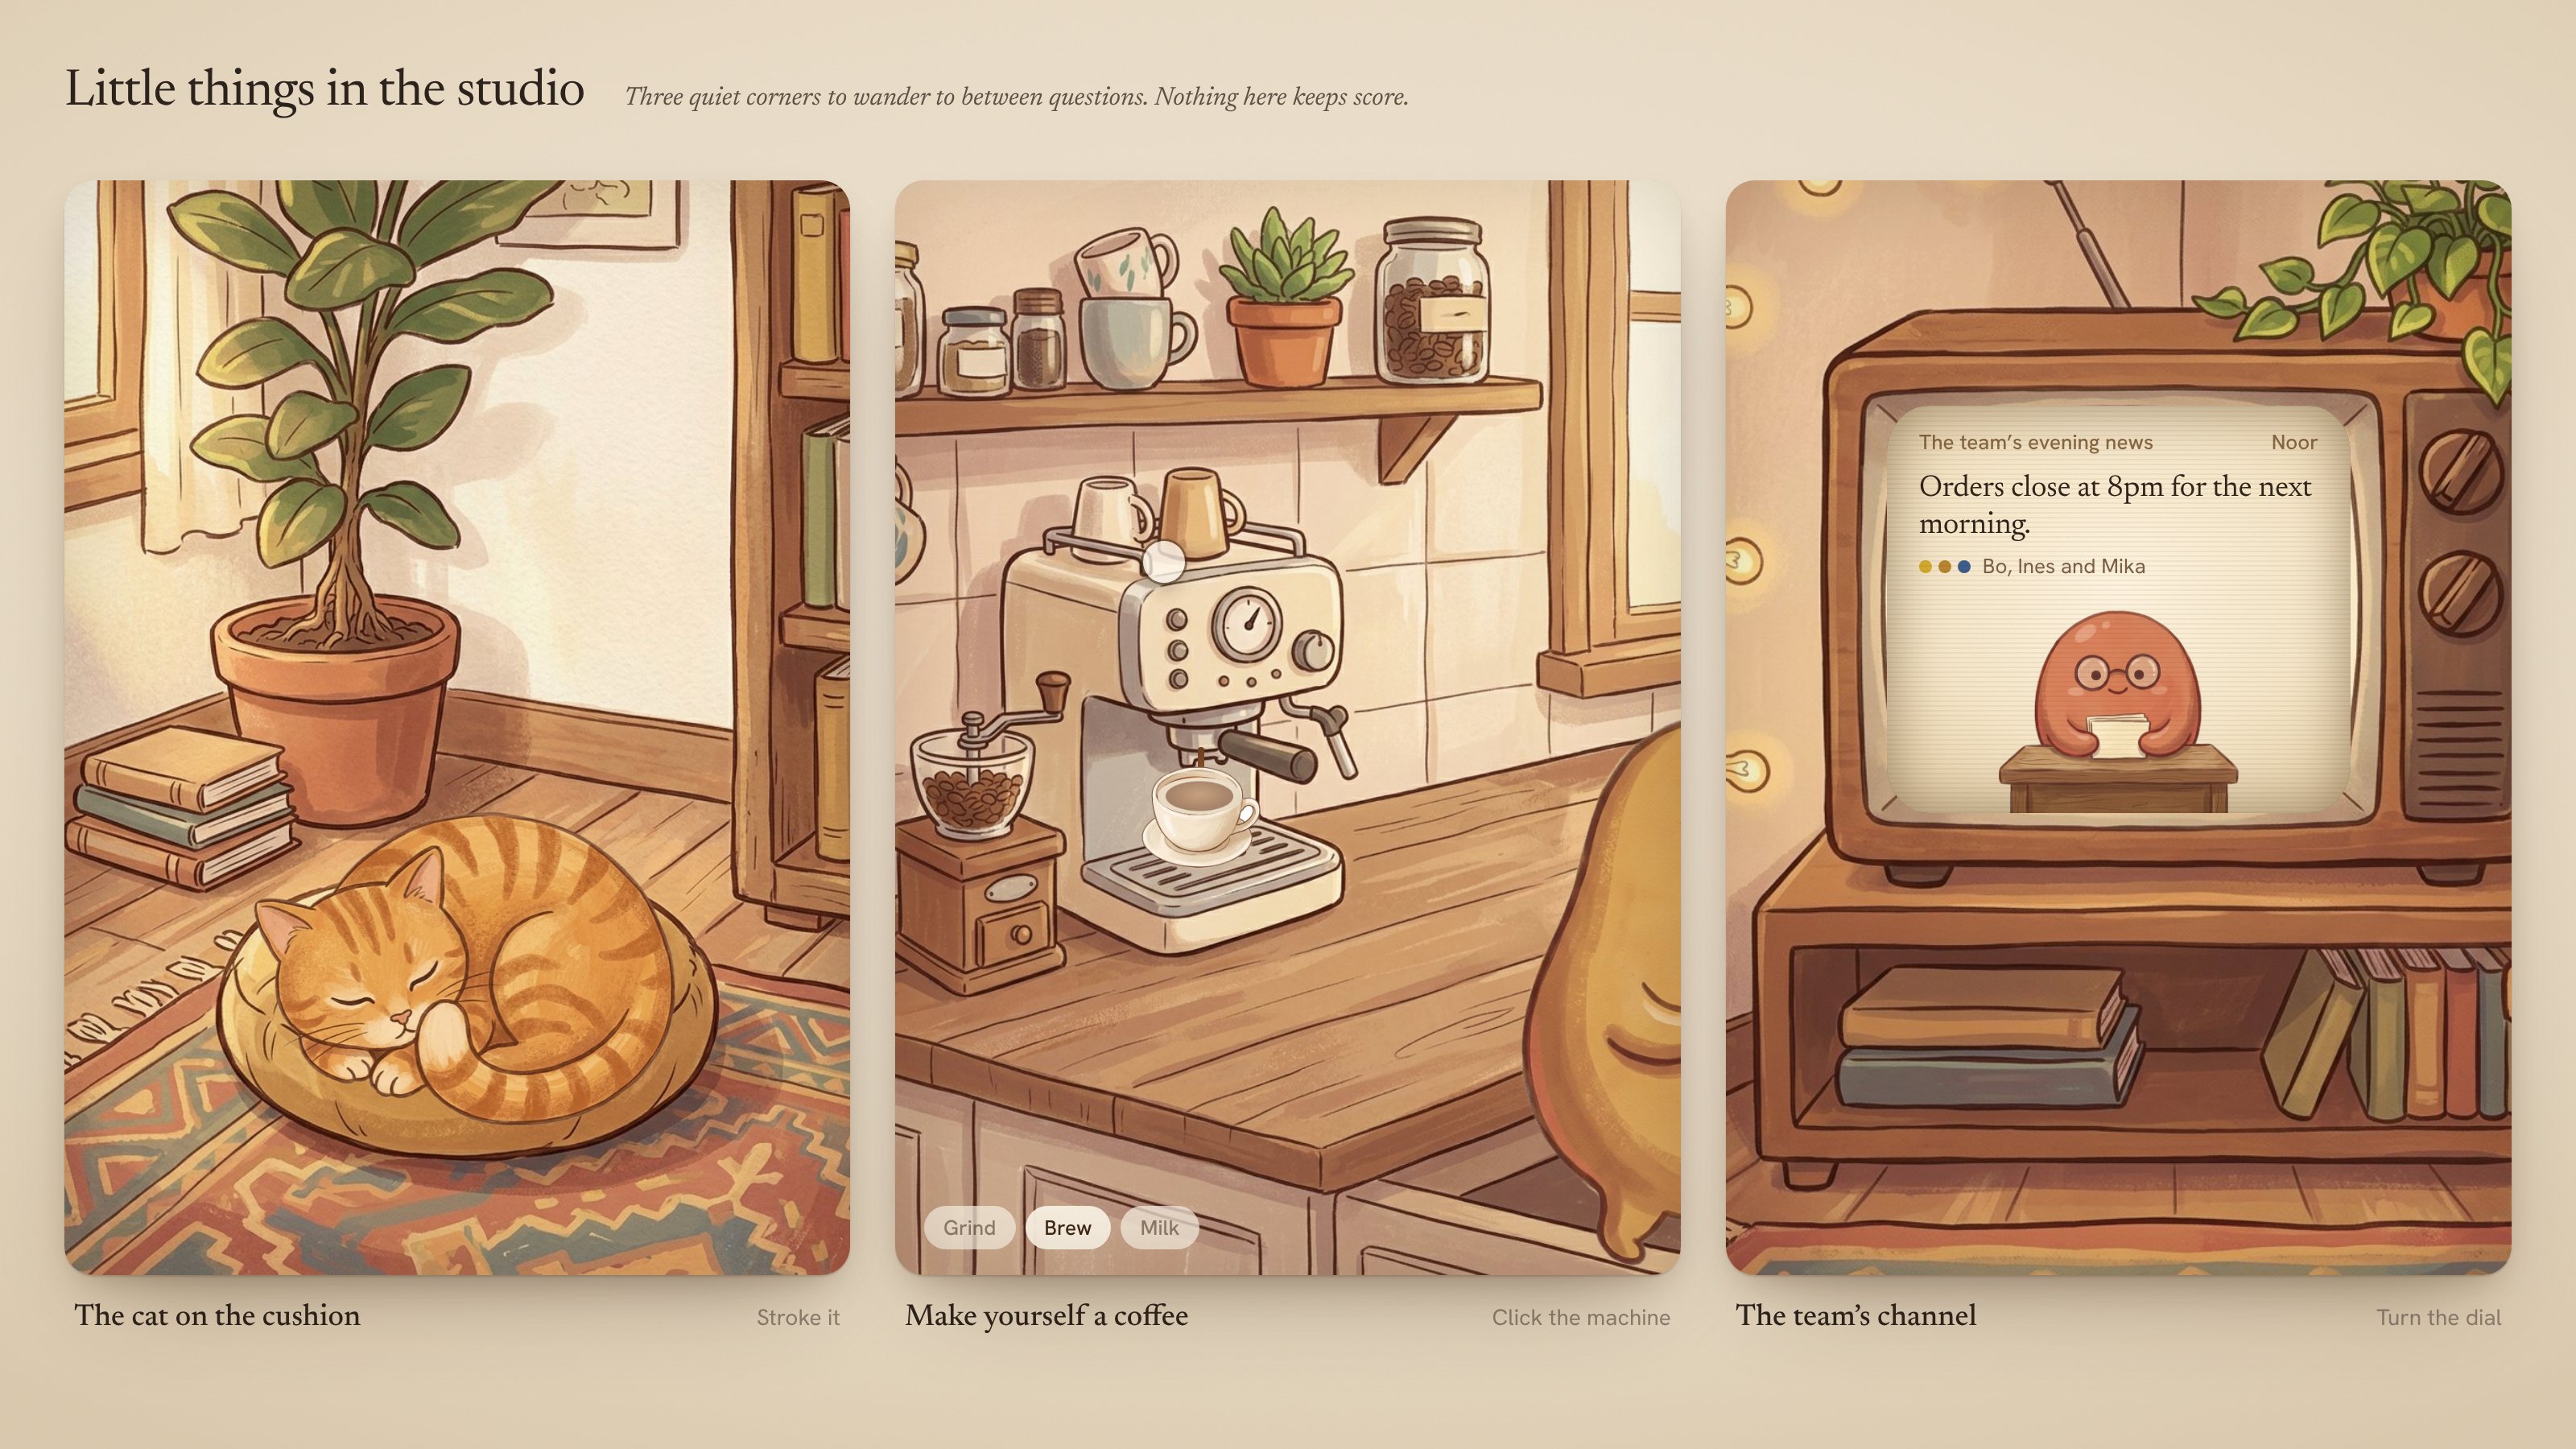 Little things in the studio
Three quiet corners to wander to between questions. Nothing here keeps score.
The team’s evening news
Noor
Orders close at 8pm for the next
morning.
Bo, Ines and Mika
Grind
Brew
Milk
The cat on the cushion
Stroke it
Make yourself a coffee
Click the machine
The team’s channel
Turn the dial